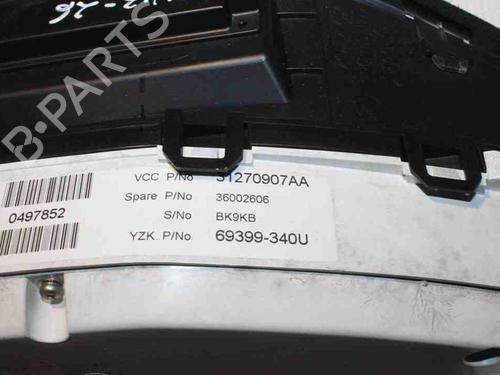 B-PARTS
VCC P/No 31270907AA
Spare P/No 36002606
0497852
S/No BK9KB
YZK P/No 69399-340U